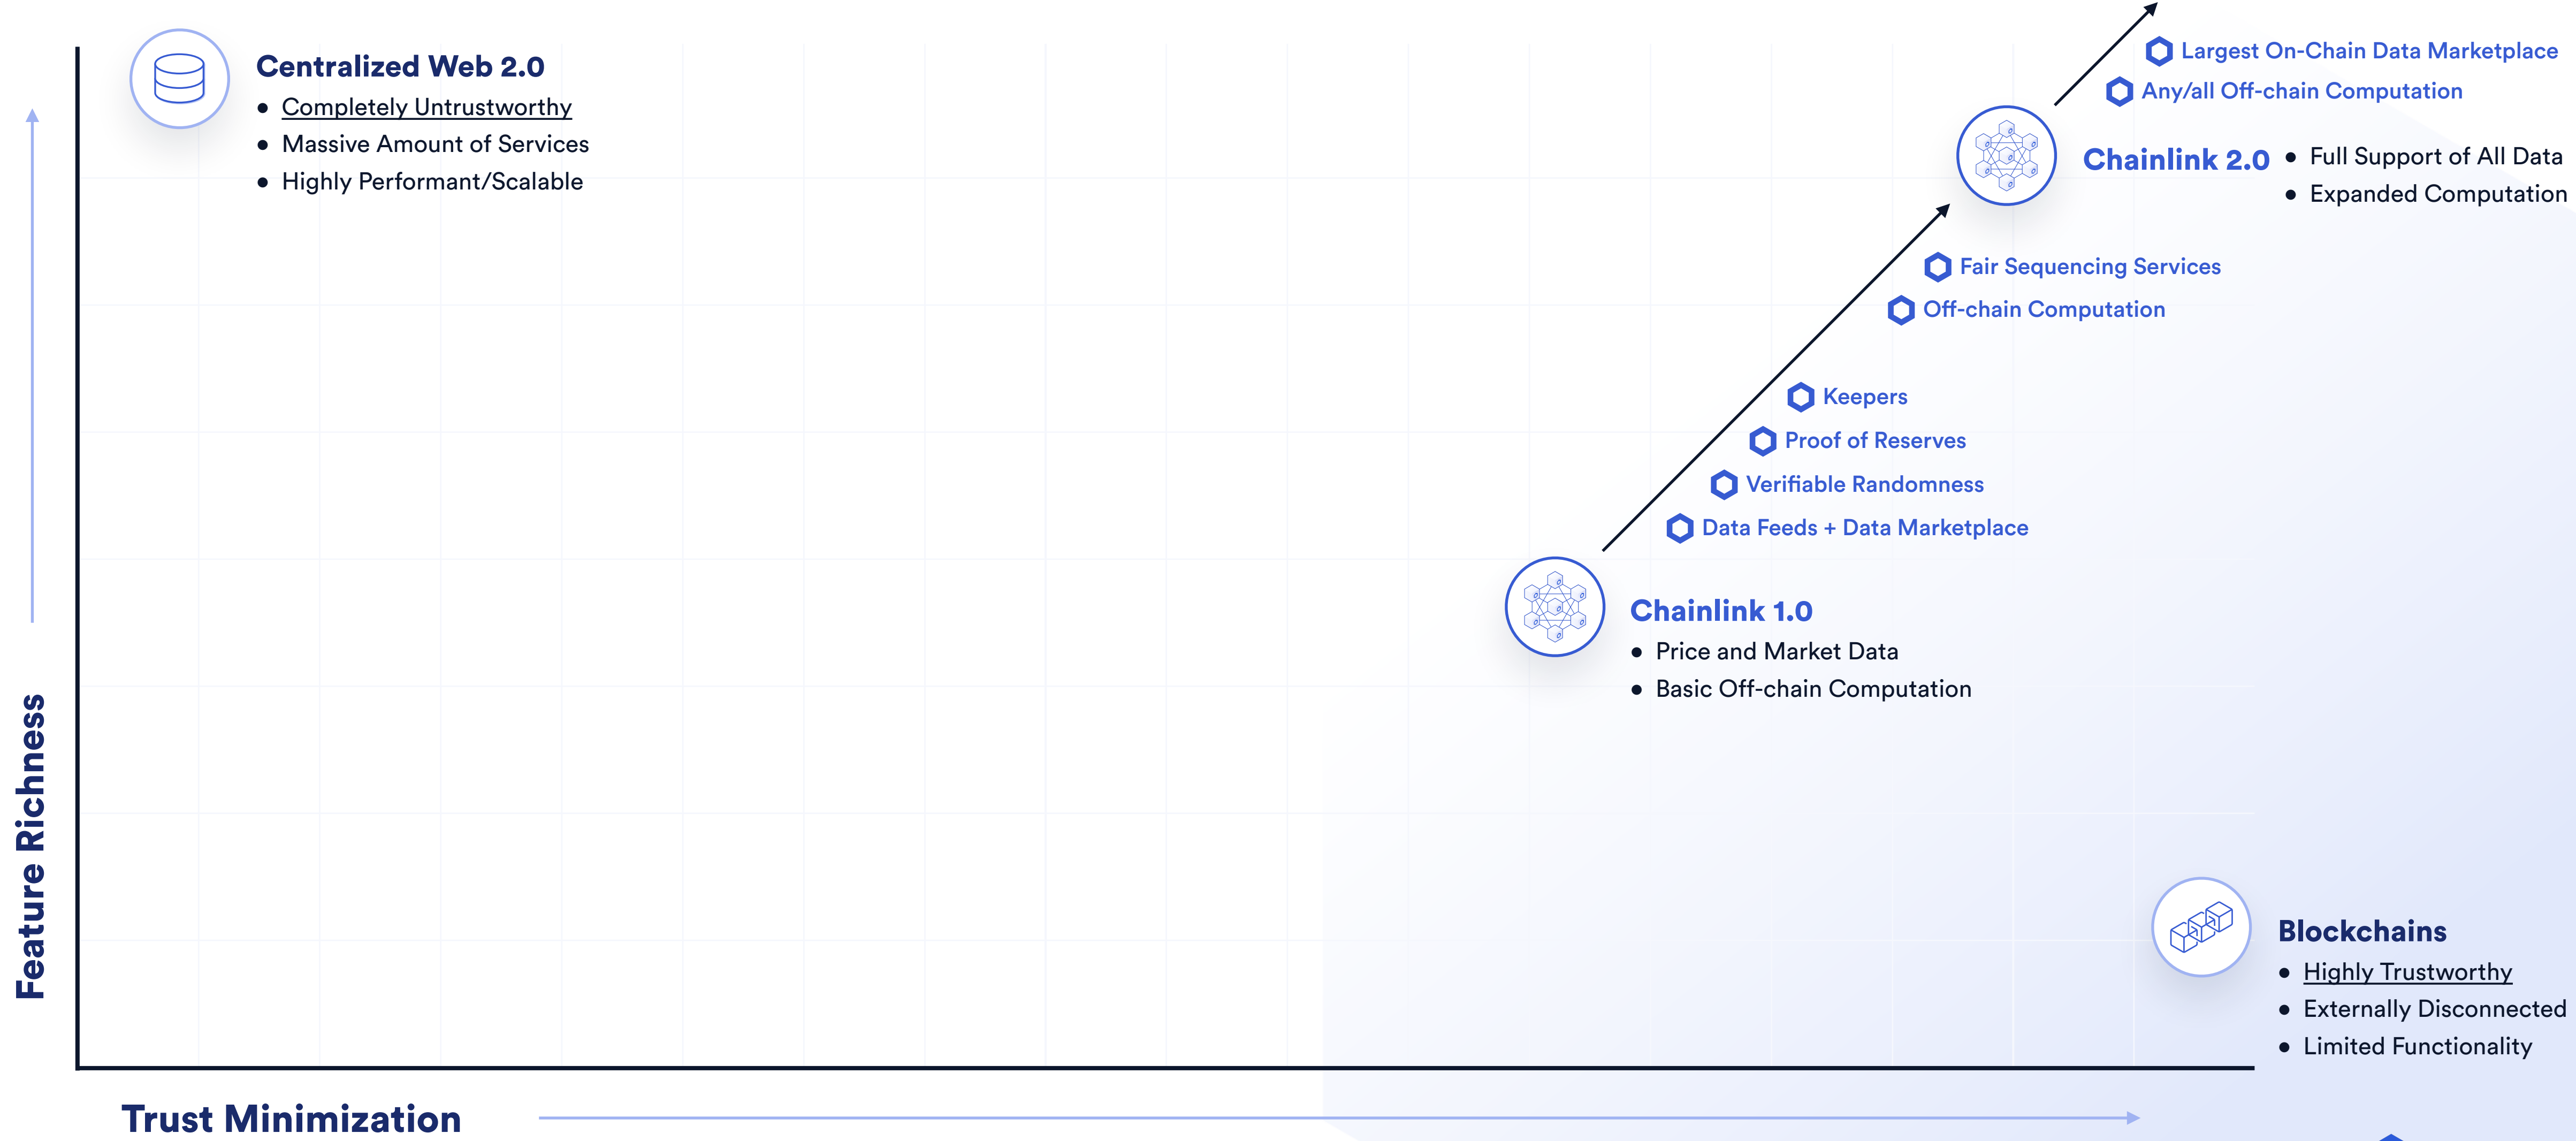 Centralized Web 2.0
• Completely Untrustworthy
• Massive Amount of Services
• Highly Performant/Scalable
Largest On-Chain Data Marketplace
Any/all Off-chain Computation
Chainlink 2.0
• Full Support of All Data
• Expanded Computation
Fair Sequencing Services
Off-chain Computation
Keepers
Proof of Reserves
Verifiable Randomness
Data Feeds + Data Marketplace
Chainlink 1.0
• Price and Market Data
• Basic Off-chain Computation
Blockchains
• Highly Trustworthy
• Externally Disconnected
• Limited Functionality
Feature Richness
Trust Minimization